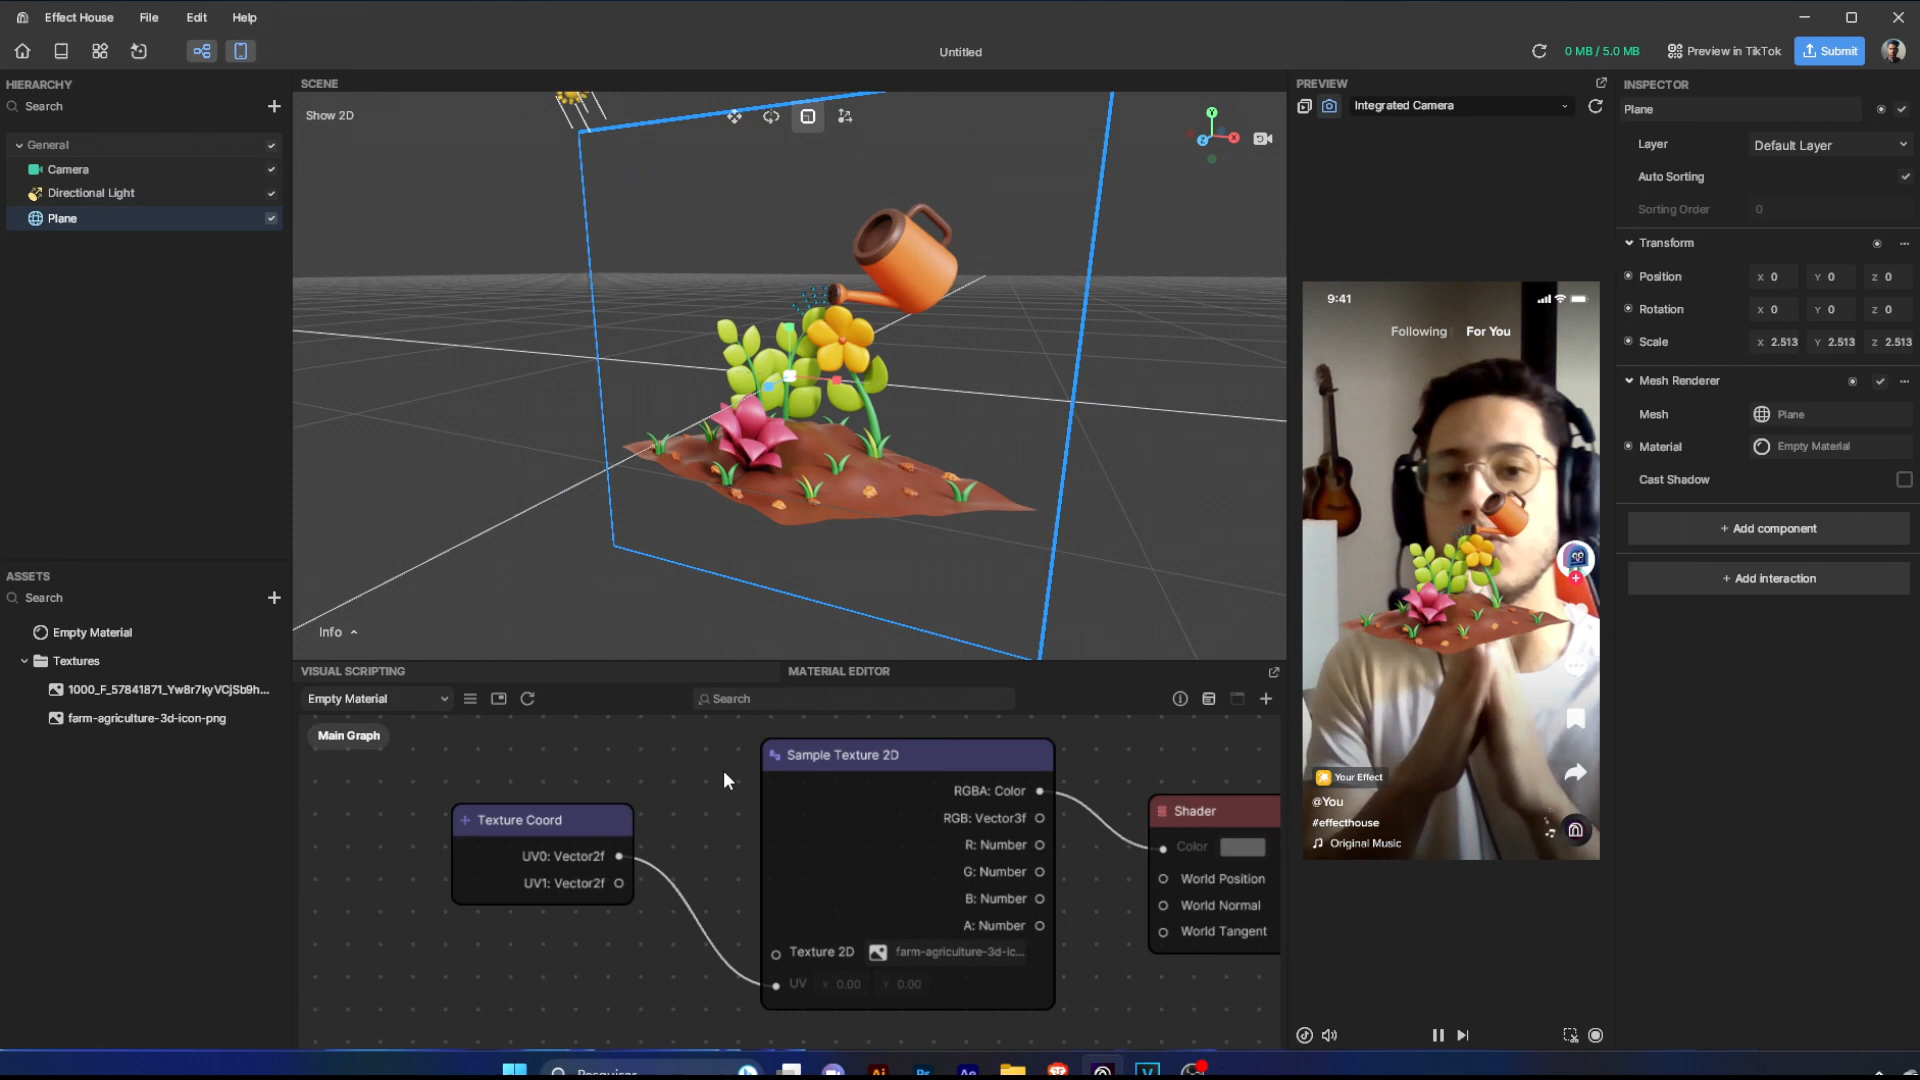 Effect House
File
Edit
Help
Untitled
0 MB / 5.0 MB
Preview in TikTok
Submit
HIERARCHY
Search
General
Camera
Directional Light
Plane
ASSETS
Search
Empty Material
Textures
1000_F_57841871_Yw8r7kyVCjSb9h...
farm-agriculture-3d-icon-png
SCENE
Show 2D
Y
X
Z
Info
VISUAL SCRIPTING
MATERIAL EDITOR
Empty Material
Search
Main Graph
Texture Coord
UV0: Vector2f
UV1: Vector2f
Sample Texture 2D
RGBA: Color
RGB: Vector3f
R: Number
G: Number
B: Number
A: Number
Texture 2D farm-agriculture-3d-ic...
UV X 0.00 Y 0.00
Shader
Color
World Position
World Normal
World Tangent
PREVIEW
Integrated Camera
9:41
Following For You
Your Effect
@You
#effecthouse
Original Music
INSPECTOR
Plane
Layer Default Layer
Auto Sorting
Sorting Order 0
Transform
Position X 0 Y 0 Z 0
Rotation X 0 Y 0 Z 0
Scale X 2.513 Y 2.513 Z 2.513
Mesh Renderer
Mesh Plane
Material Empty Material
Cast Shadow
+ Add component
+ Add interaction
Pesquisar
Ai
Ps
Ae
V